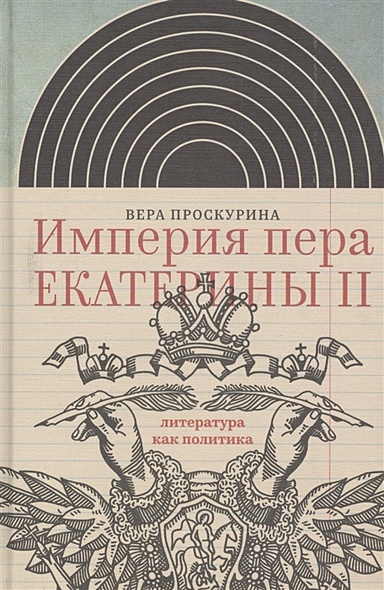 ВЕРА ПРОСКУРИНА
Империя пера
ЕКАТЕРИНЫ II
литература
как политика